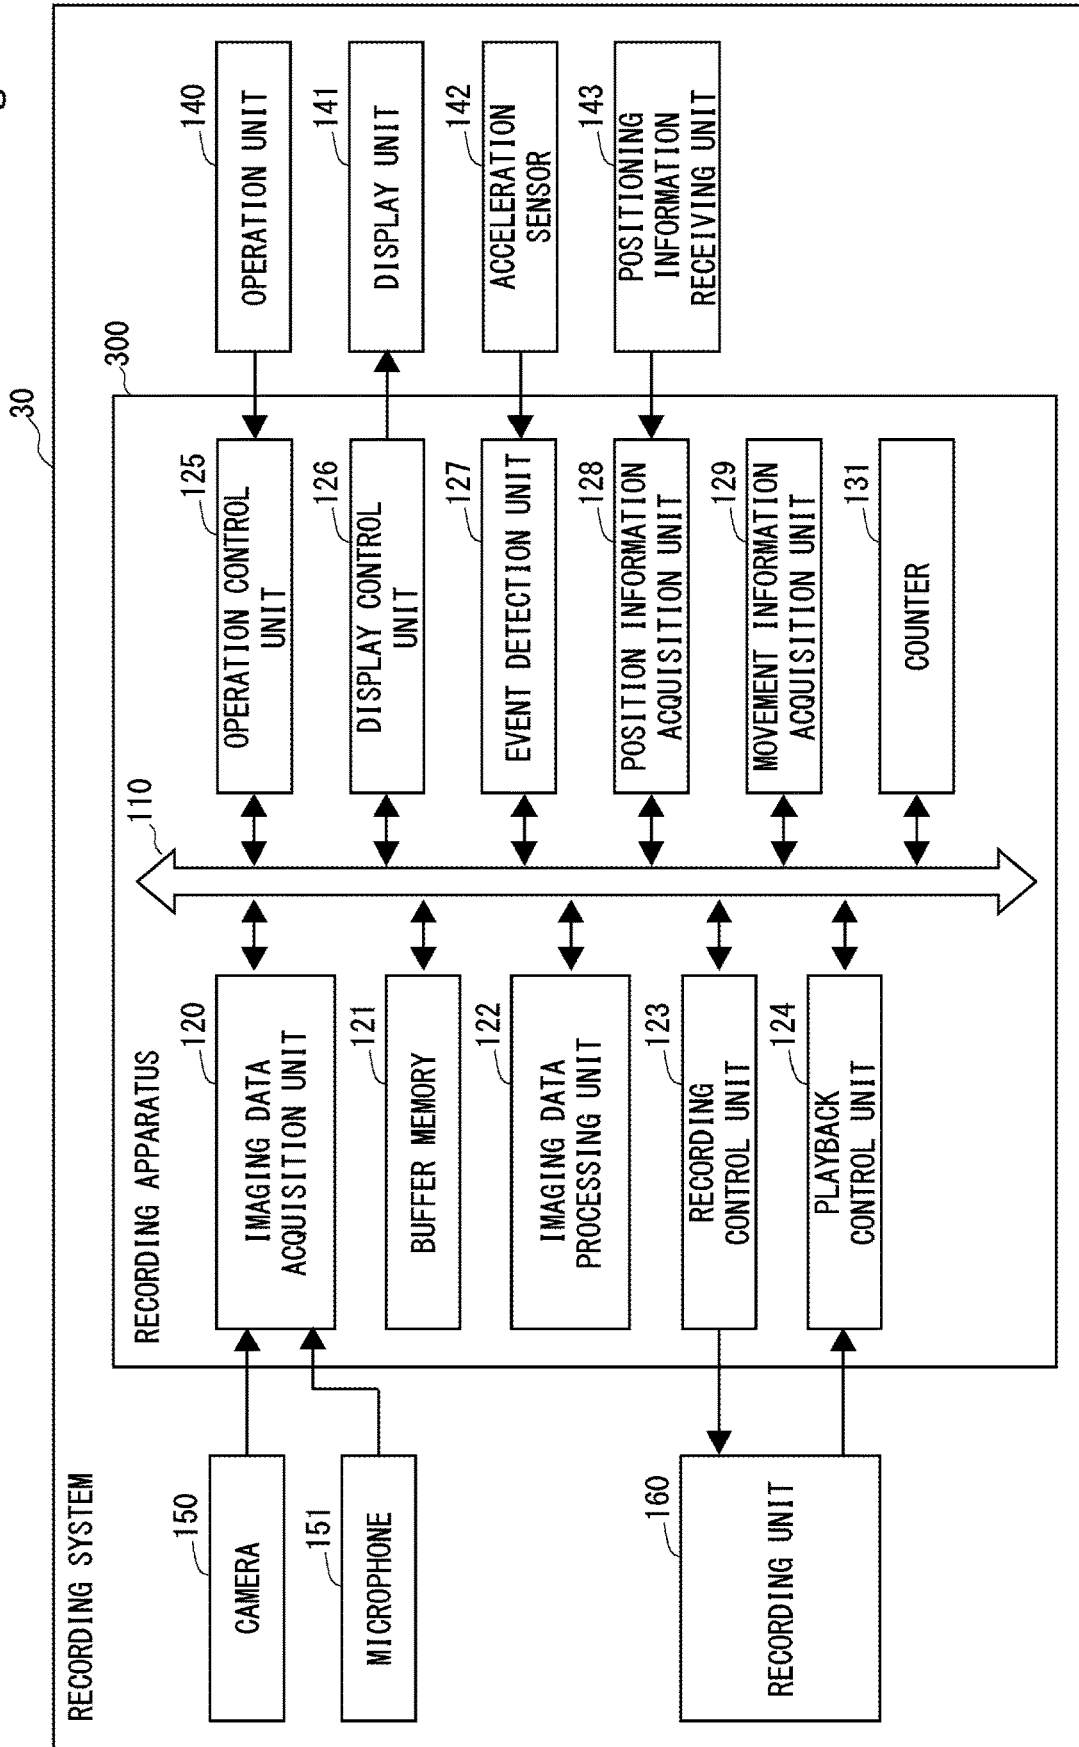 30
RECORDING SYSTEM
300
RECORDING APPARATUS
110
150
CAMERA
151
MICROPHONE
160
RECORDING UNIT
120
IMAGING DATA
ACQUISITION UNIT
121
BUFFER MEMORY
122
IMAGING DATA
PROCESSING UNIT
123
RECORDING
CONTROL UNIT
124
PLAYBACK
CONTROL UNIT
125
OPERATION CONTROL
UNIT
126
DISPLAY CONTROL
UNIT
127
EVENT DETECTION UNIT
128
POSITION INFORMATION
ACQUISITION UNIT
129
MOVEMENT INFORMATION
ACQUISITION UNIT
131
COUNTER
140
OPERATION UNIT
141
DISPLAY UNIT
142
ACCELERATION
SENSOR
143
POSITIONING
INFORMATION
RECEIVING UNIT